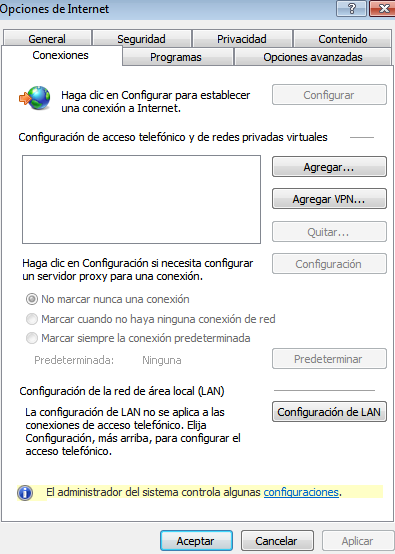 Opciones de Internet
General
Seguridad
Privacidad
Contenido
Conexiones
Programas
Opciones avanzadas
Haga clic en Configurar para establecer
una conexión a Internet.
Configurar
Configuración de acceso telefónico y de redes privadas virtuales
Agregar...
Agregar VPN...
Quitar...
Haga clic en Configuración si necesita configurar
un servidor proxy para una conexión.
Configuración
No marcar nunca una conexión
Marcar cuando no haya ninguna conexión de red
Marcar siempre la conexión predeterminada
Predeterminada: Ninguna
Predeterminar
Configuración de la red de área local (LAN)
La configuración de LAN no se aplica a las
conexiones de acceso telefónico. Elija
Configuración, más arriba, para configurar el
acceso telefónico.
Configuración de LAN
El administrador del sistema controla algunas configuraciones.
Aceptar
Cancelar
Aplicar